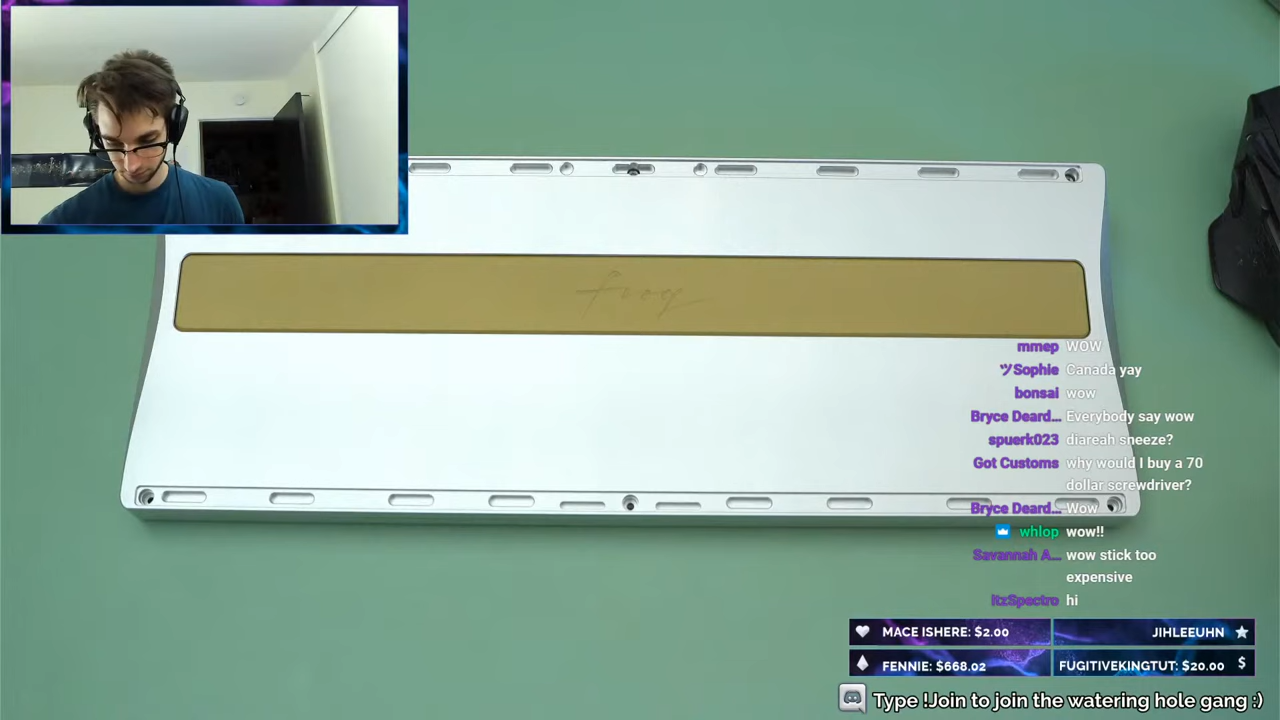 frog
mmep WOW
ツSophie Canada yay
bonsai wow
Bryce Deard... Everybody say wow
spuerk023 diareah sneeze?
Got Customs why would I buy a 70
dollar screwdriver?
Bryce Deard... Wow
whlop wow!!
Savannah A... wow stick too
expensive
ItzSpectro hi
MACE ISHERE: $2.00
JIHLEEUHN
FENNIE: $668.02
FUGITIVEKINGTUT: $20.00
Type !Join to join the watering hole gang :)